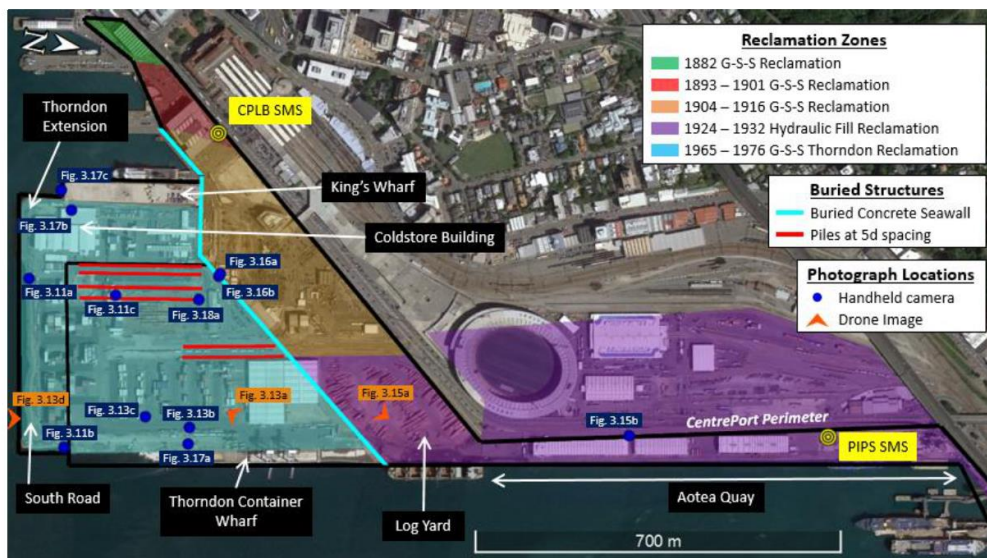 N
Reclamation Zones
1882 G-S-S Reclamation
1893 – 1901 G-S-S Reclamation
1904 – 1916 G-S-S Reclamation
1924 – 1932 Hydraulic Fill Reclamation
1965 – 1976 G-S-S Thorndon Reclamation
Buried Structures
Buried Concrete Seawall
Piles at 5d spacing
Photograph Locations
Handheld camera
Drone Image
Thorndon
Extension
CPLB SMS
Fig. 3.17c
King's Wharf
Fig. 3.17b
Coldstore Building
Fig. 3.16a
Fig. 3.11a
Fig. 3.16b
Fig. 3.11c
Fig. 3.18a
Fig. 3.13d
Fig. 3.13c
Fig. 3.13a
Fig. 3.15a
Fig. 3.13b
Fig. 3.15b
CentrePort Perimeter
Fig. 3.11b
Fig. 3.17a
PIPS SMS
South Road
Thorndon Container
Wharf
Log Yard
Aotea Quay
700 m